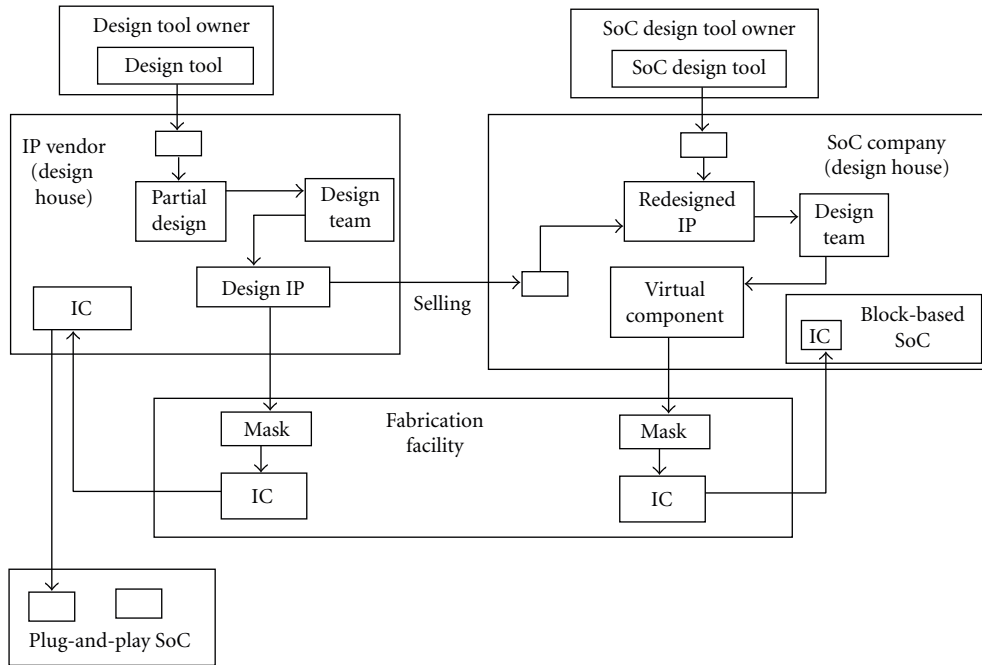 Design tool owner
Design tool
SoC design tool owner
SoC design tool
IP vendor
(design
house)
Partial
design
Design
team
Design IP
IC
Selling
SoC company
(design house)
Redesigned
IP
Design
team
Virtual
component
IC
Block-based
SoC
Fabrication
facility
Mask
IC
Mask
IC
Plug-and-play SoC